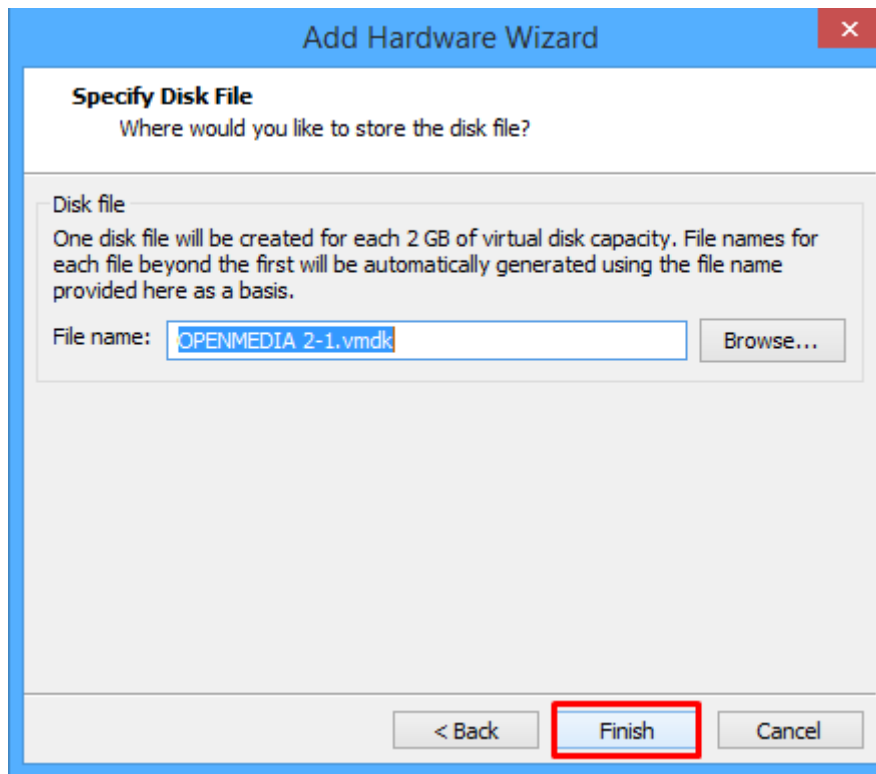 Add Hardware Wizard
Specify Disk File
Where would you like to store the disk file?
Disk file
One disk file will be created for each 2 GB of virtual disk capacity. File names for
each file beyond the first will be automatically generated using the file name
provided here as a basis.
File name: OPENMEDIA 2-1.vmdk Browse...
< Back Finish Cancel